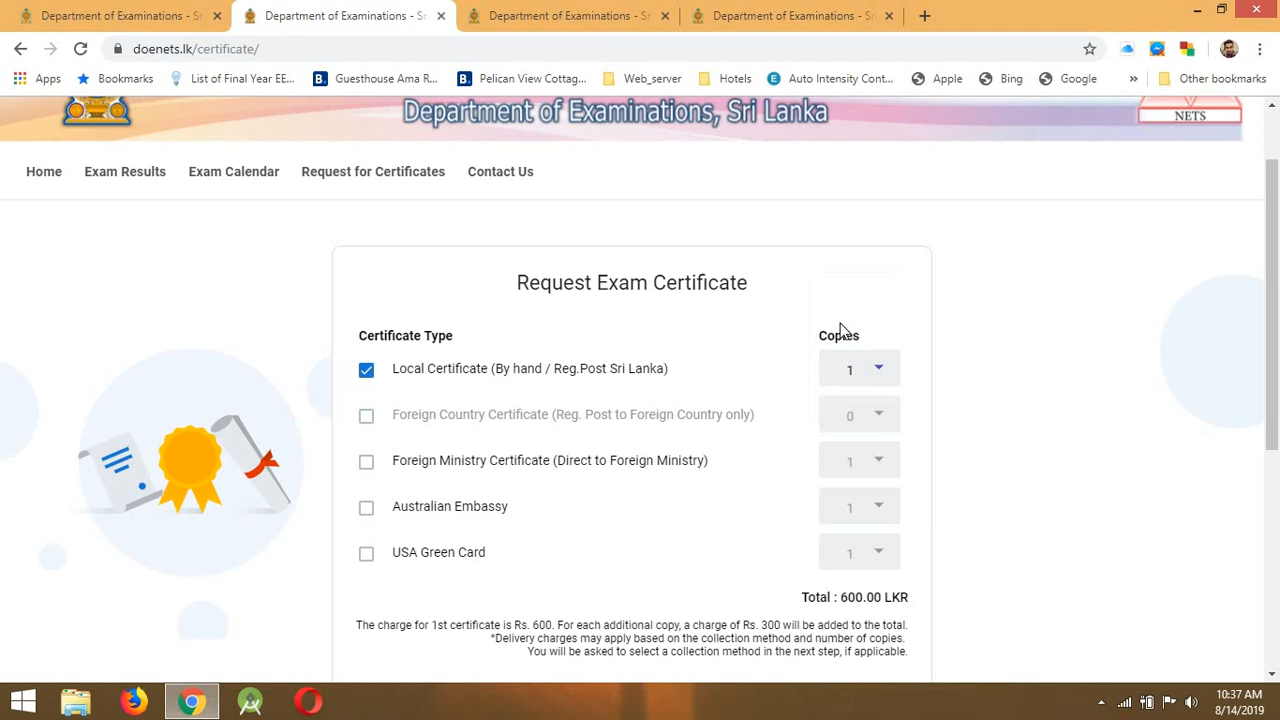 Department of Examinations - Sr
Department of Examinations - Sr
Department of Examinations - Sr
Department of Examinations - Sr
doenets.lk/certificate/
Apps Bookmarks List of Final Year EE... Guesthouse Ama R... Pelican View Cottag... Web_server Hotels Auto Intensity Cont... Apple Bing Google » Other bookmarks
Department of Examinations, Sri Lanka
NETS
Home Exam Results Exam Calendar Request for Certificates Contact Us
Request Exam Certificate
Certificate Type Copies
Local Certificate (By hand / Reg.Post Sri Lanka) 1
Foreign Country Certificate (Reg. Post to Foreign Country only) 0
Foreign Ministry Certificate (Direct to Foreign Ministry) 1
Australian Embassy 1
USA Green Card 1
Total : 600.00 LKR
The charge for 1st certificate is Rs. 600. For each additional copy, a charge of Rs. 300 will be added to the total.
*Delivery charges may apply based on the collection method and number of copies.
You will be asked to select a collection method in the next step, if applicable.
10:37 AM
8/14/2019